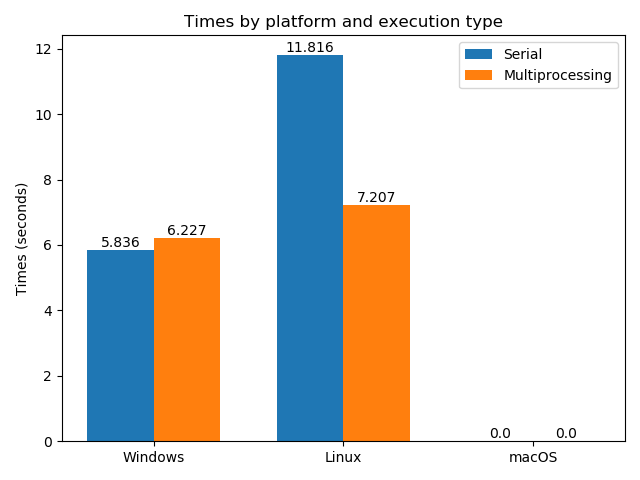 Times by platform and execution type
Serial
Multiprocessing
Times (seconds)
12
10
8
6
4
2
0
5.836
6.227
11.816
7.207
0.0
0.0
Windows
Linux
macOS